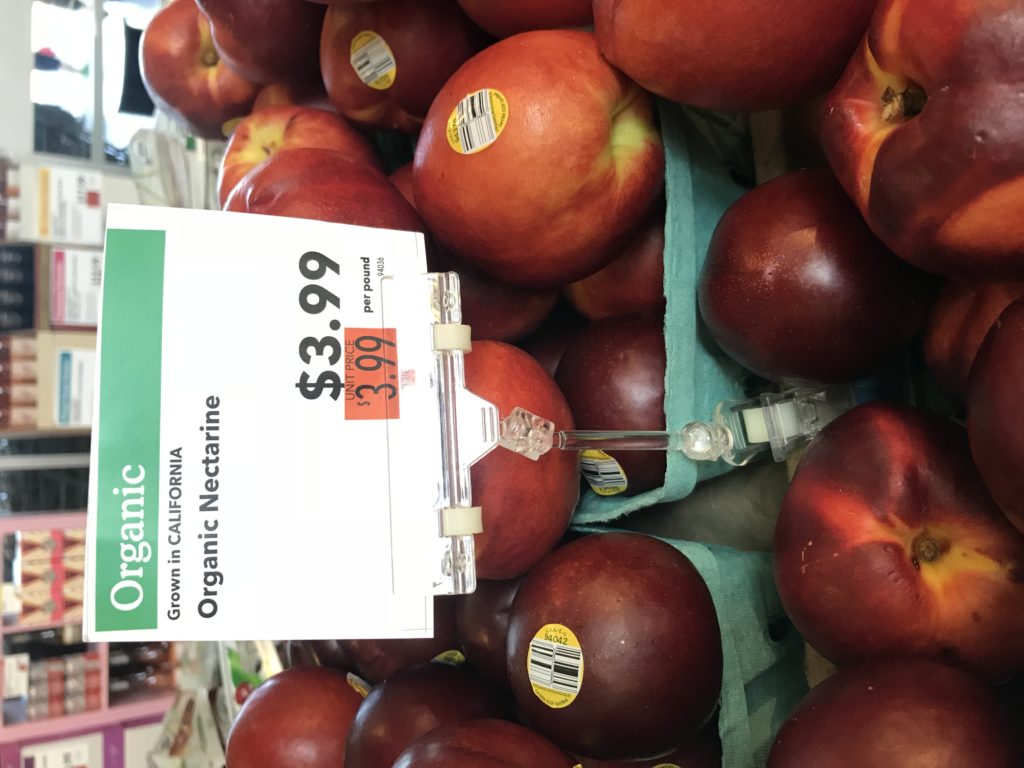 Organic
Grown in CALIFORNIA
Organic Nectarine
$3.99
UNIT PRICE
$3.99
per pound
94036
94042